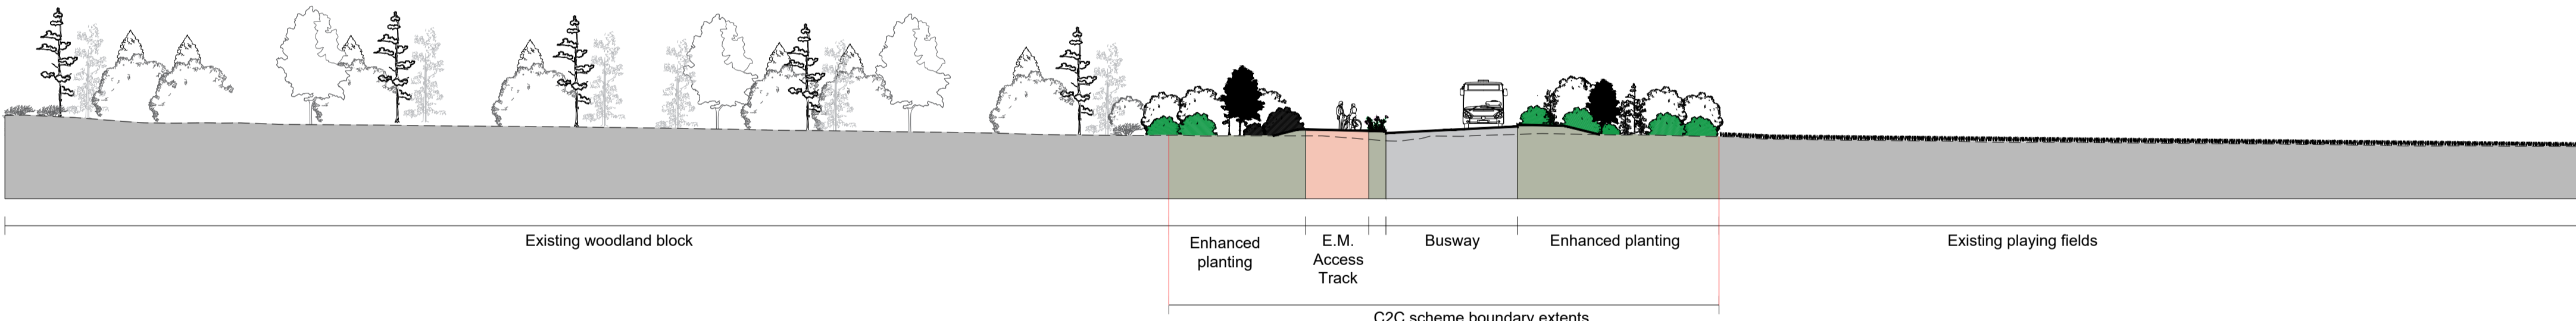 Existing woodland block
Enhanced
planting
E.M.
Access
Track
Busway
Enhanced planting
Existing playing fields
C2C scheme boundary extents